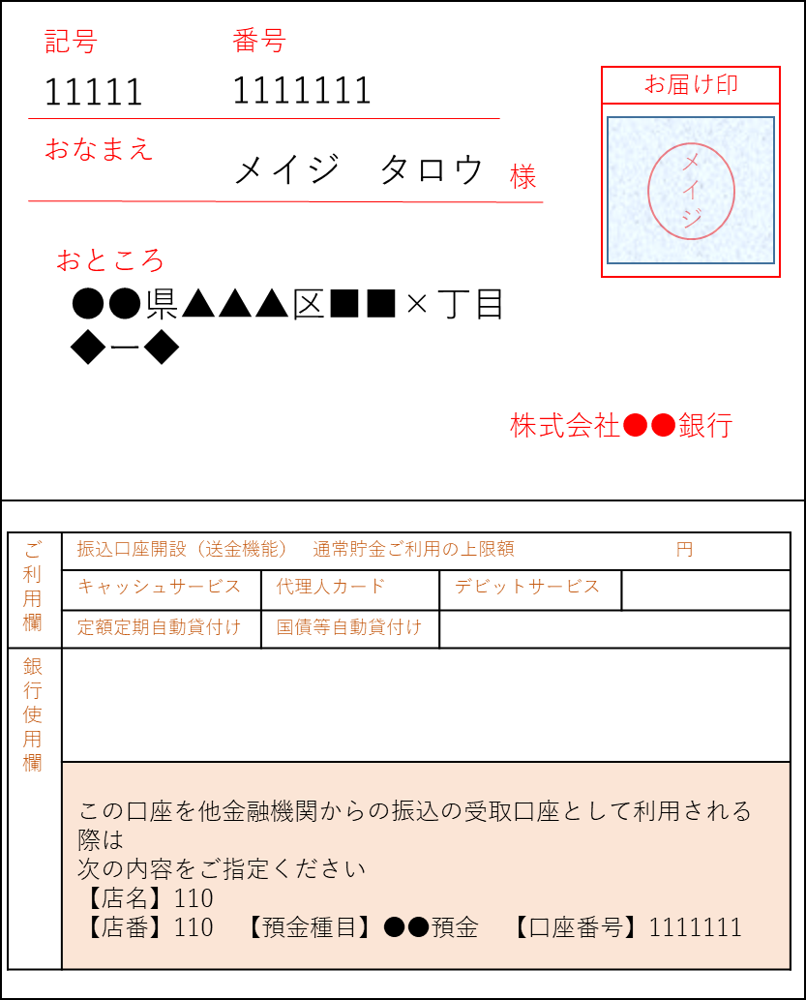 記号　番号
11111　1111111
お届け印
メイジ
おなまえ　メイジ　タロウ　様
おところ
●●県▲▲▲区■■×丁目
◆ー◆
株式会社●●銀行
ご利用欄
振込口座開設（送金機能）　通常貯金ご利用の上限額　円
キャッシュサービス　代理人カード　デビットサービス
定額定期自動貸付け　国債等自動貸付け
銀行使用欄
この口座を他金融機関からの振込の受取口座として利用される
際は
次の内容をご指定ください
【店名】110
【店番】110　【預金種目】●●預金　【口座番号】1111111